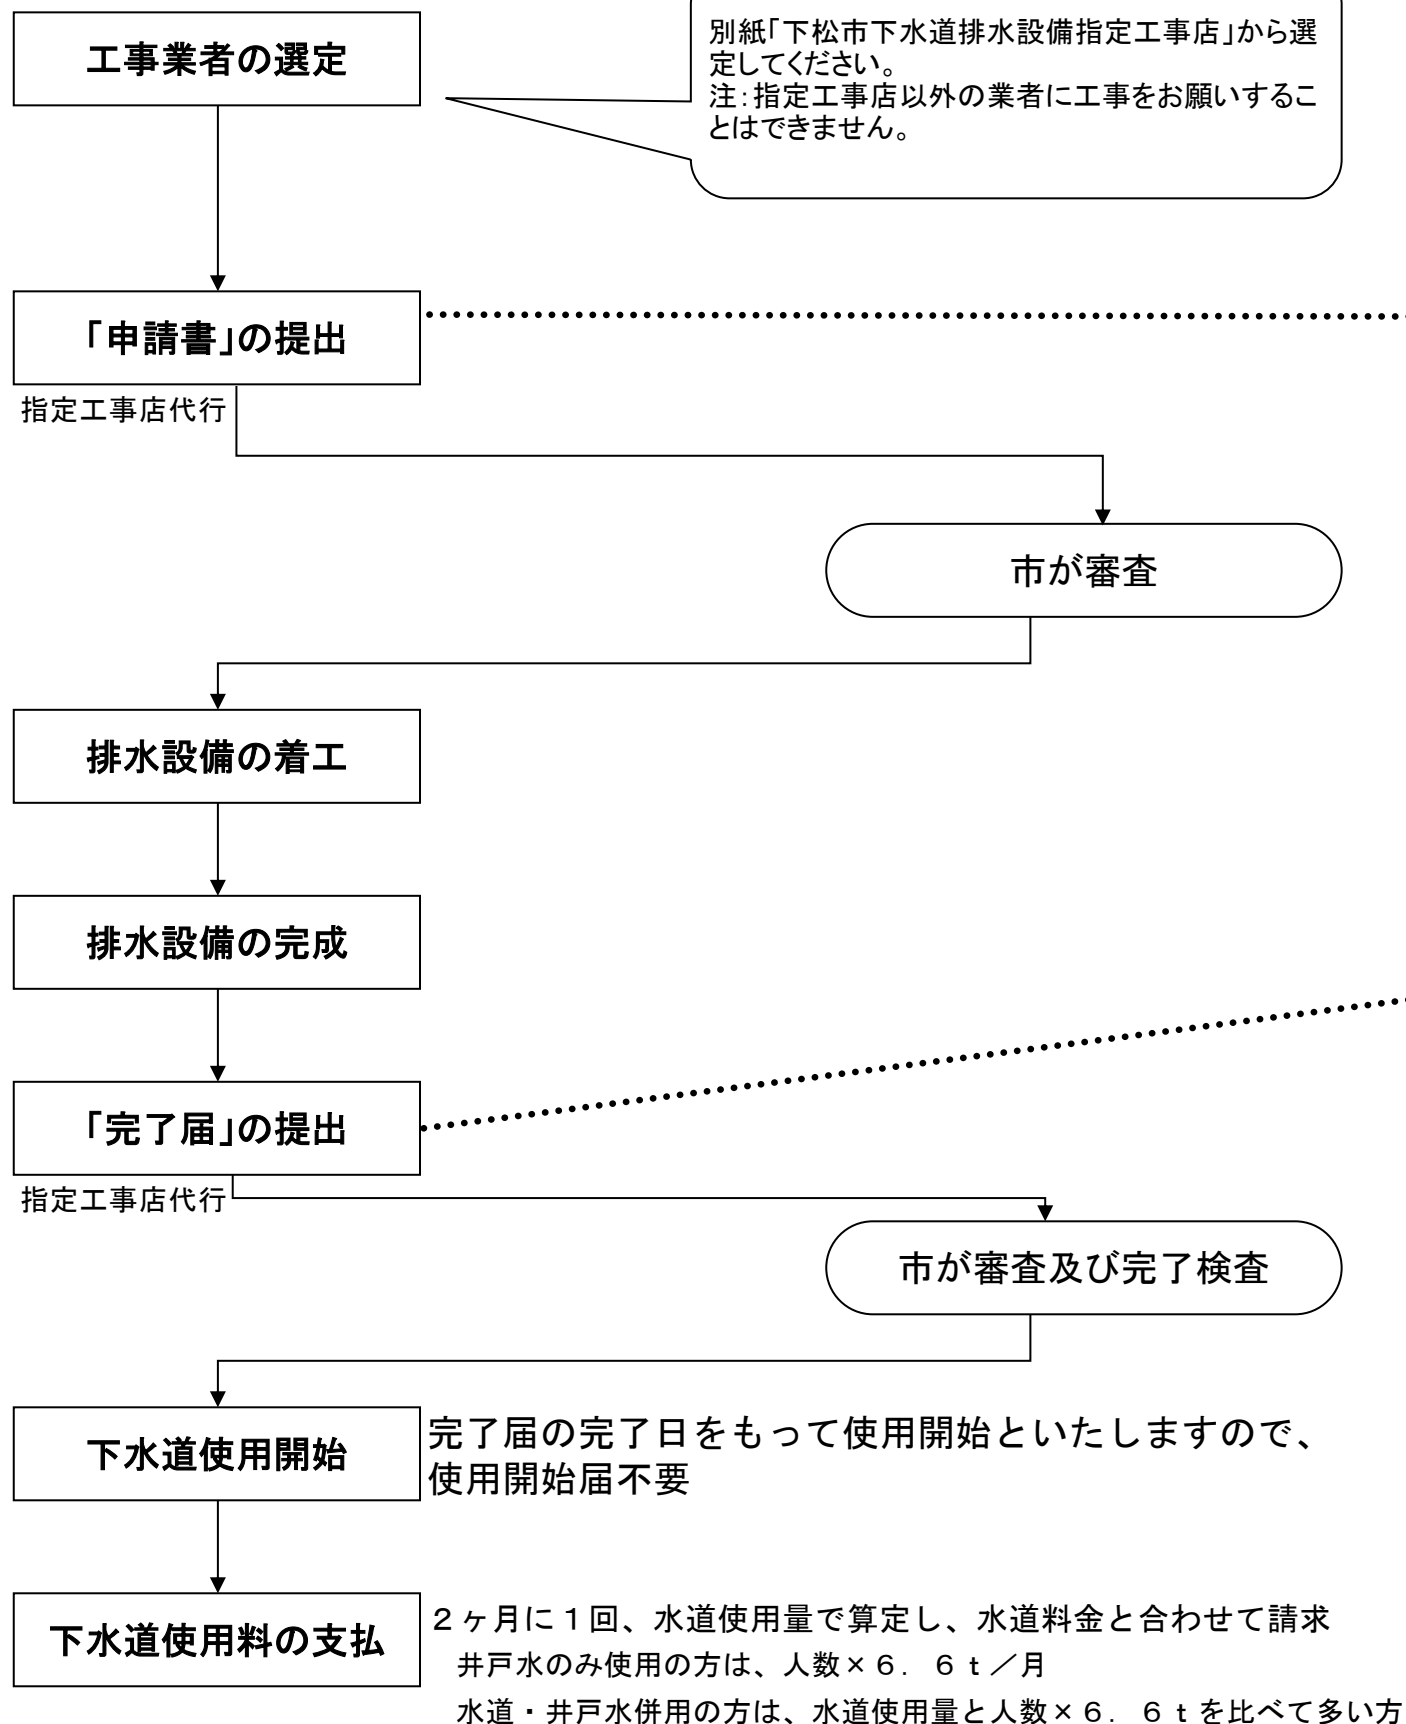 工事業者の選定
別紙「下松市下水道排水設備指定工事店」から選
定してください。
注：指定工事店以外の業者に工事をお願いするこ
とはできません。
「申請書」の提出
指定工事店代行
市が審査
排水設備の着工
排水設備の完成
「完了届」の提出
指定工事店代行
市が審査及び完了検査
下水道使用開始
完了届の完了日をもって使用開始といたしますので、
使用開始届不要
下水道使用料の支払
２ヶ月に１回、水道使用量で算定し、水道料金と合わせて請求
井戸水のみ使用の方は、人数×６．６ｔ／月
水道・井戸水併用の方は、水道使用量と人数×６．６ｔを比べて多い方